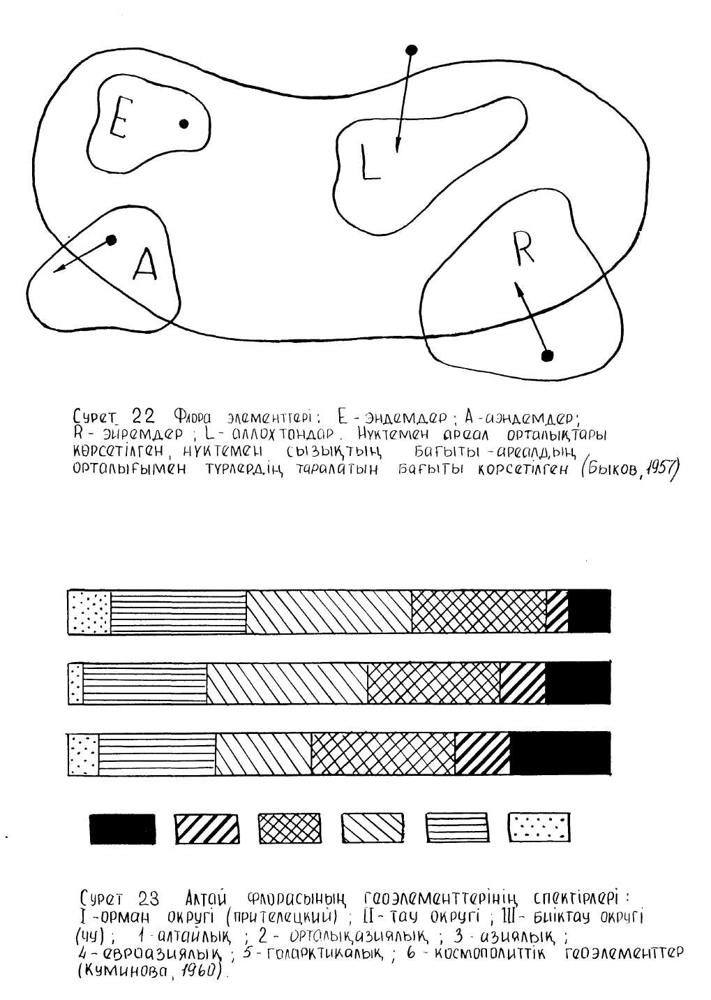 E
L
A
R
Сурет 22 Флора элементтері: E - эндемдер; A - аэндемдер;
R - эйремдер; L - аллохтондар. Нүктемен ареал орталықтары
көрсетілген, нүктемен сызықтың бағыты - ареалдың
орталығымен түрлердің таралатын бағыты көрсетілген (Быков, 1957)
Сурет 23 Алтай флорасының геоэлементтерінің спектірлері:
I - орман округі (прителецкий); II - тау округі; III - биіктау округі
(чу); 1 - алтайлық; 2 - орталықазиялық; 3 - азиялық;
4 - евроазиялық; 5 - голарктикалық; 6 - космополиттік геоэлементтер
(Куминова, 1960).